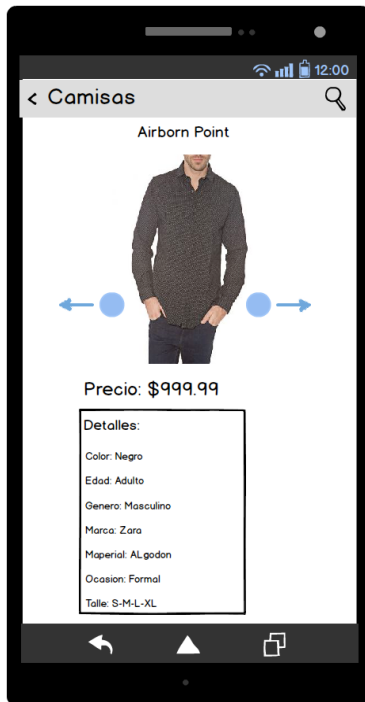 12:00
< Camisas
Airborn Point
Precio: $999.99
Detalles:
Color: Negro
Edad: Adulto
Genero: Masculino
Marca: Zara
Maperial: ALgodon
Ocasion: Formal
Talle: S-M-L-XL